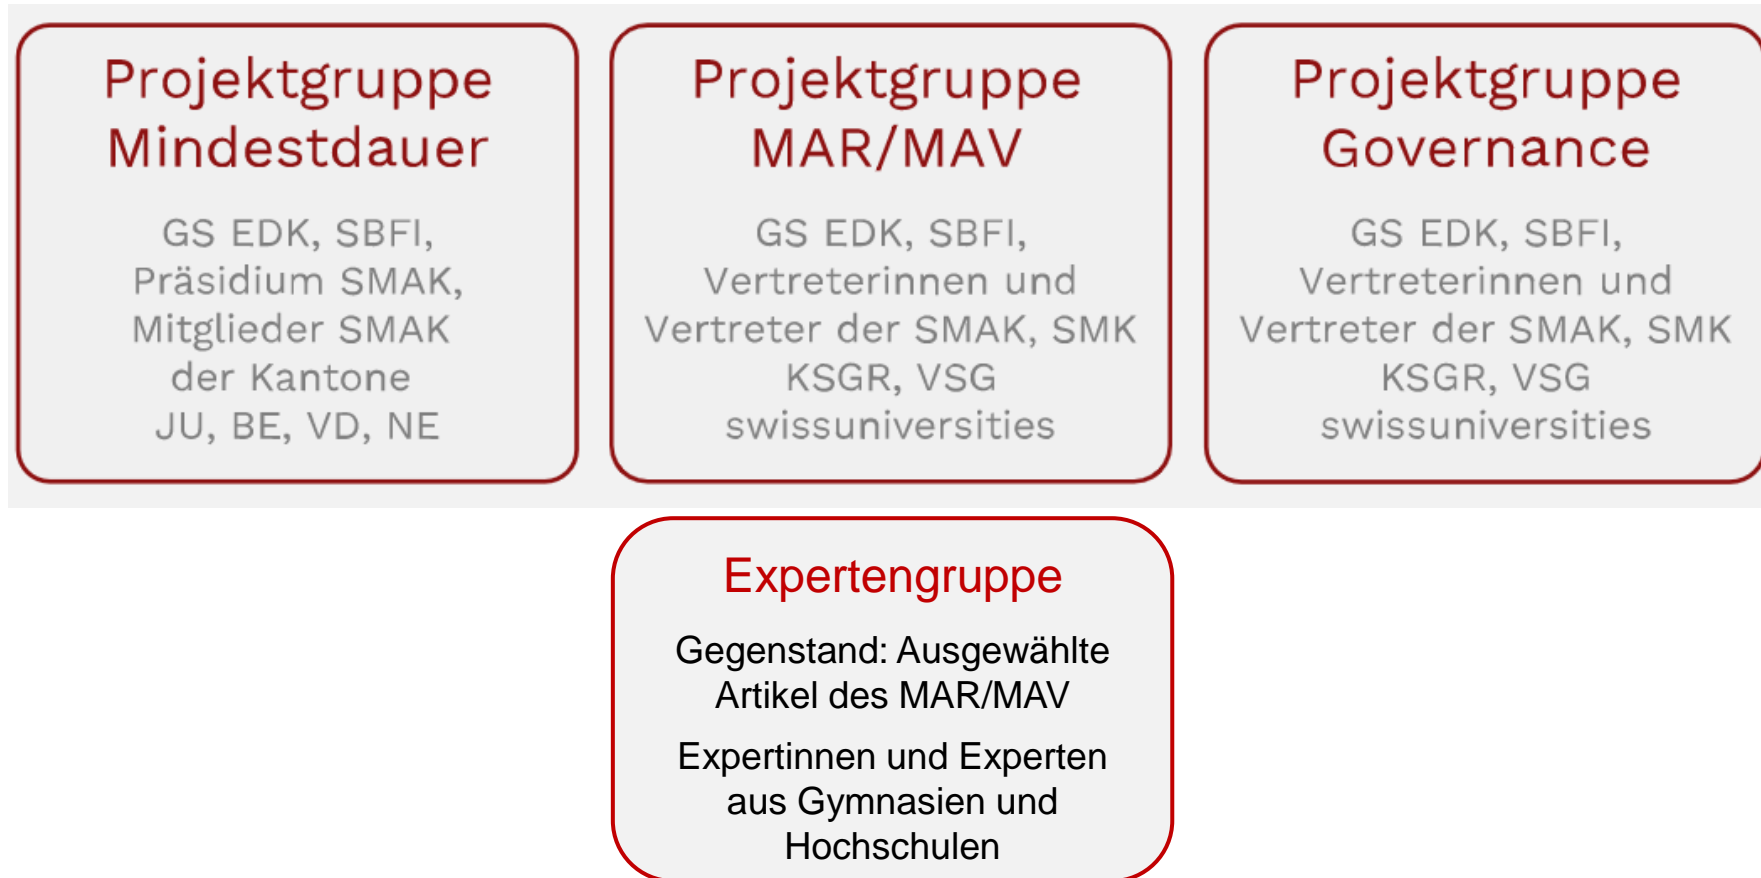 Projektgruppe
Mindestdauer
GS EDK, SBFI,
Präsidium SMAK,
Mitglieder SMAK
der Kantone
JU, BE, VD, NE
Projektgruppe
MAR/MAV
GS EDK, SBFI,
Vertreterinnen und
Vertreter der SMAK, SMK
KSGR, VSG
swissuniversities
Projektgruppe
Governance
GS EDK, SBFI,
Vertreterinnen und
Vertreter der SMAK, SMK
KSGR, VSG
swissuniversities
Expertengruppe
Gegenstand: Ausgewählte
Artikel des MAR/MAV
Expertinnen und Experten
aus Gymnasien und
Hochschulen